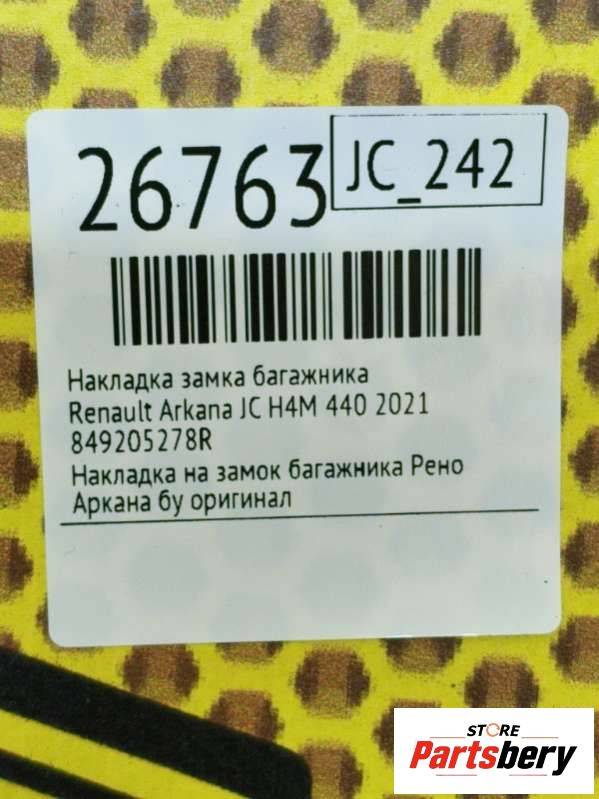 26763
JC_242
Накладка замка багажника
Renault Arkana JC H4M 440 2021
849205278R
Накладка на замок багажника Рено
Аркана бу оригинал
STORE
Partsbery